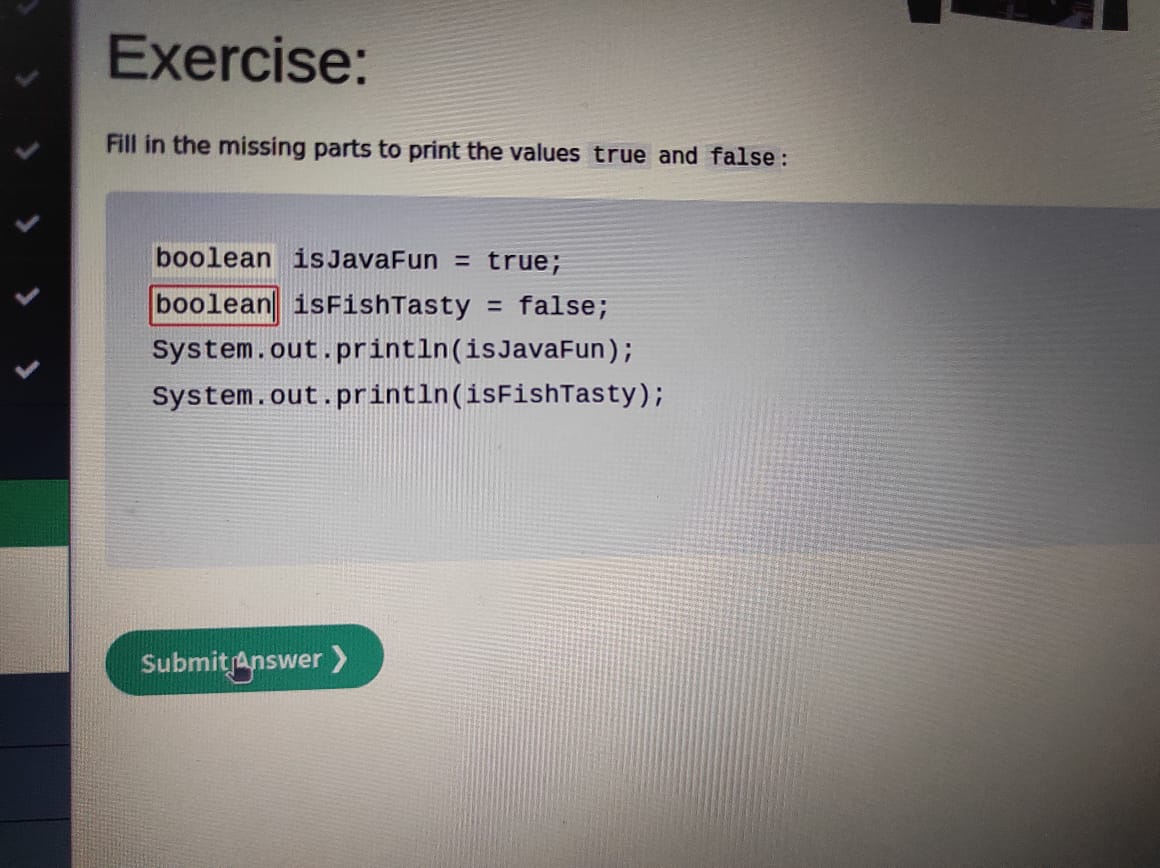 Exercise:
Fill in the missing parts to print the values true and false:
boolean isJavaFun = true;
boolean isFishTasty = false;
System.out.println(isJavaFun);
System.out.println(isFishTasty);
Submit Answer ❯